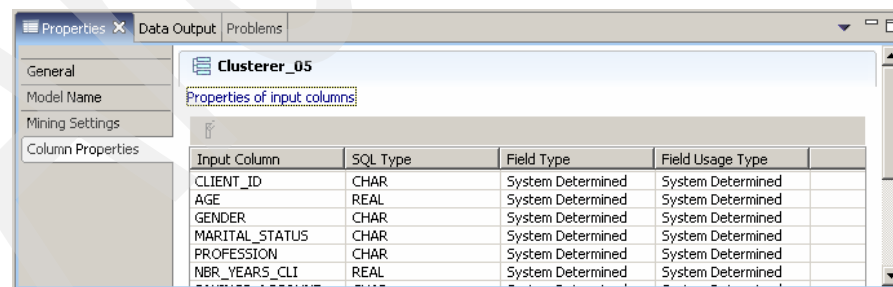 Properties Data Output Problems
General
Model Name
Mining Settings
Column Properties
Clusterer_05
Properties of input columns
Input Column SQL Type Field Type Field Usage Type
CLIENT_ID CHAR System Determined System Determined
AGE REAL System Determined System Determined
GENDER CHAR System Determined System Determined
MARITAL_STATUS CHAR System Determined System Determined
PROFESSION CHAR System Determined System Determined
NBR_YEARS_CLI REAL System Determined System Determined